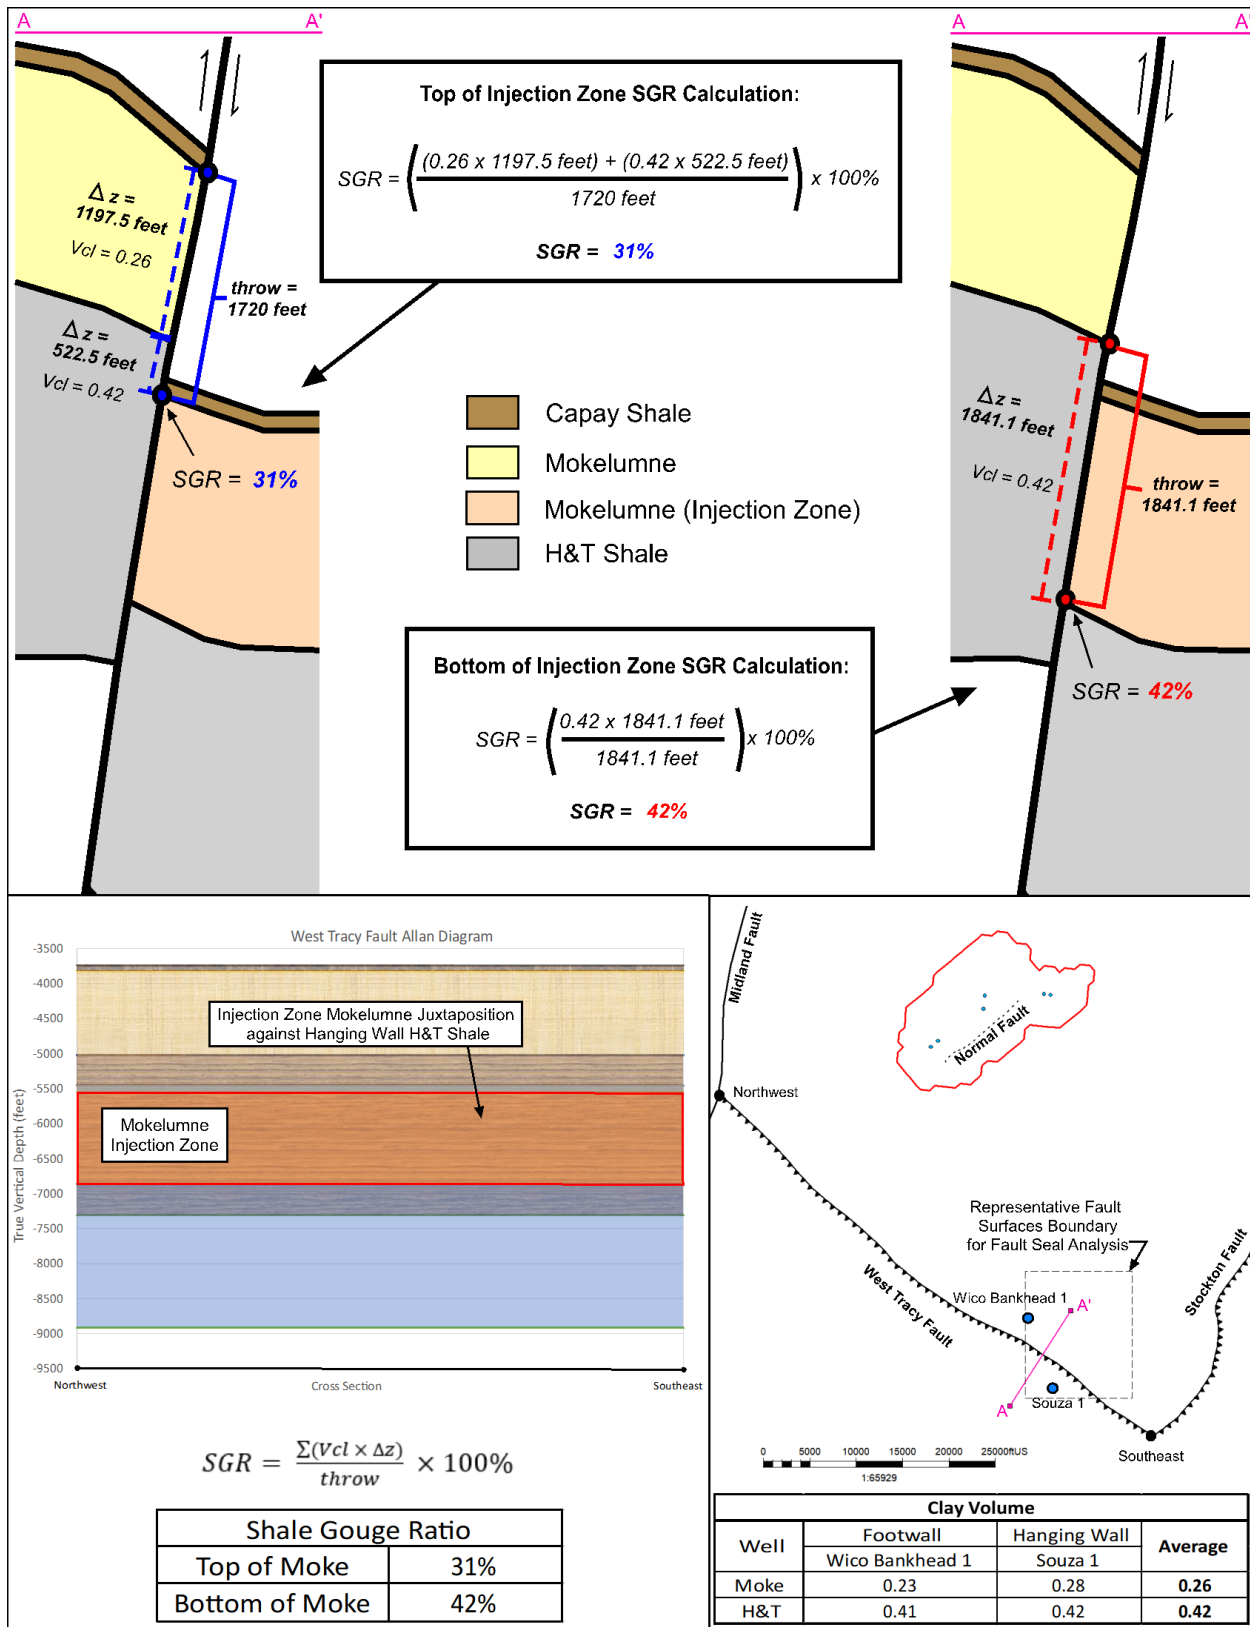 A A'
A A'
Top of Injection Zone SGR Calculation:
SGR = ( (0.26 x 1197.5 feet) + (0.42 x 522.5 feet) / 1720 feet ) x 100%
SGR = 31%
Δ z =
1197.5 feet
Vcl = 0.26
throw =
1720 feet
Δ z =
522.5 feet
Vcl = 0.42
SGR = 31%
Capay Shale
Mokelumne
Mokelumne (Injection Zone)
H&T Shale
Δ z =
1841.1 feet
Vcl = 0.42
throw =
1841.1 feet
SGR = 42%
Bottom of Injection Zone SGR Calculation:
SGR = ( 0.42 x 1841.1 feet / 1841.1 feet ) x 100%
SGR = 42%
West Tracy Fault Allan Diagram
True Vertical Depth (feet)
-3500
-4000
-4500
-5000
-5500
-6000
-6500
-7000
-7500
-8000
-8500
-9000
-9500
Injection Zone Mokelumne Juxtaposition
against Hanging Wall H&T Shale
Mokelumne
Injection Zone
Northwest Cross Section Southeast
SGR = Σ(Vcl × Δz) / throw × 100%
Shale Gouge Ratio
Top of Moke 31%
Bottom of Moke 42%
Midland Fault
Normal Fault
Northwest
Representative Fault
Surfaces Boundary
for Fault Seal Analysis
West Tracy Fault
Wico Bankhead 1
A'
Stockton Fault
Souza 1
A
Southeast
0 5000 10000 15000 20000 25000ftUS
1:65929
Clay Volume
Well Footwall Hanging Wall Average
Wico Bankhead 1 Souza 1
Moke 0.23 0.28 0.26
H&T 0.41 0.42 0.42